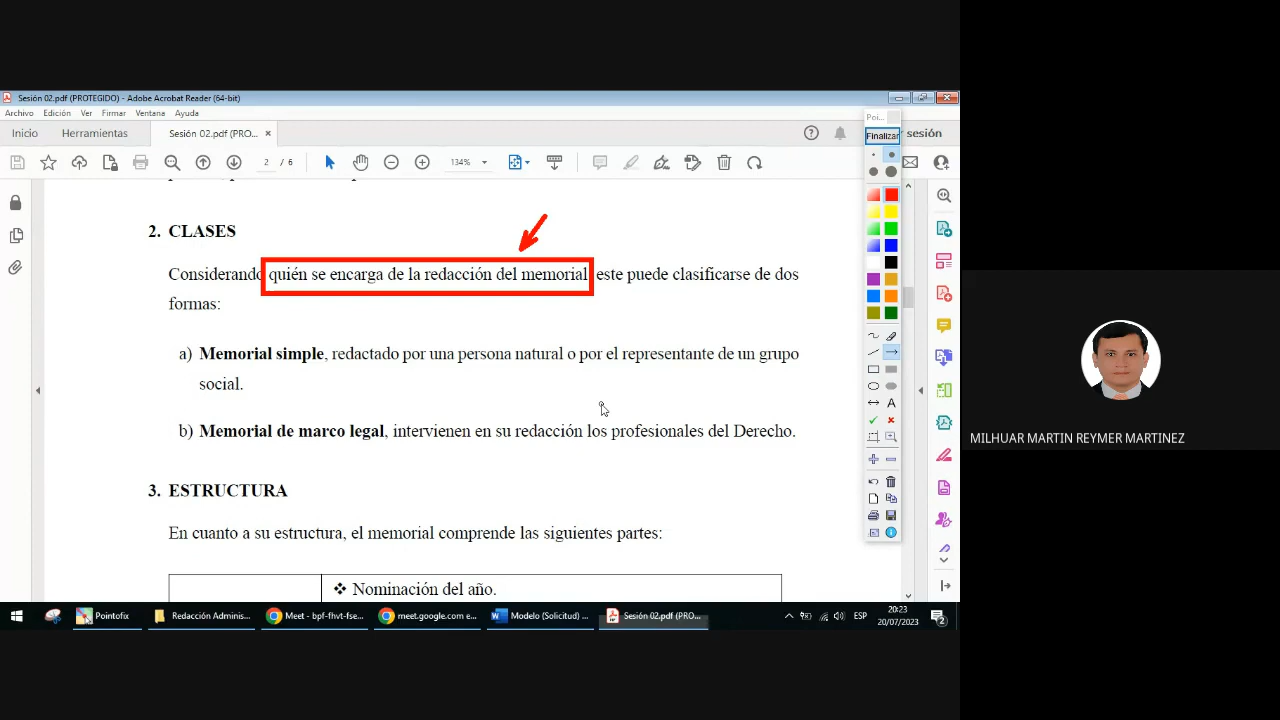 Sesión 02.pdf (PROTEGIDO) - Adobe Acrobat Reader (64-bit)
Archivo Edición Ver Firmar Ventana Ayuda
Inicio Herramientas Sesión 02.pdf (PRO... × sesión
Poi...
Finalizar
2 / 6 134%
2. CLASES
Considerando quién se encarga de la redacción del memorial, este puede clasificarse de dos
formas:
a) Memorial simple, redactado por una persona natural o por el representante de un grupo
social.
b) Memorial de marco legal, intervienen en su redacción los profesionales del Derecho.
3. ESTRUCTURA
En cuanto a su estructura, el memorial comprende las siguientes partes:
❖ Nominación del año.
MILHUAR MARTIN REYMER MARTINEZ
Pointofix Redacción Adminis... Meet - bpf-fhvt-fse... meet.google.com e... Modelo (Solicitud) ... Sesión 02.pdf (PRO... ESP
20:23
20/07/2023
2